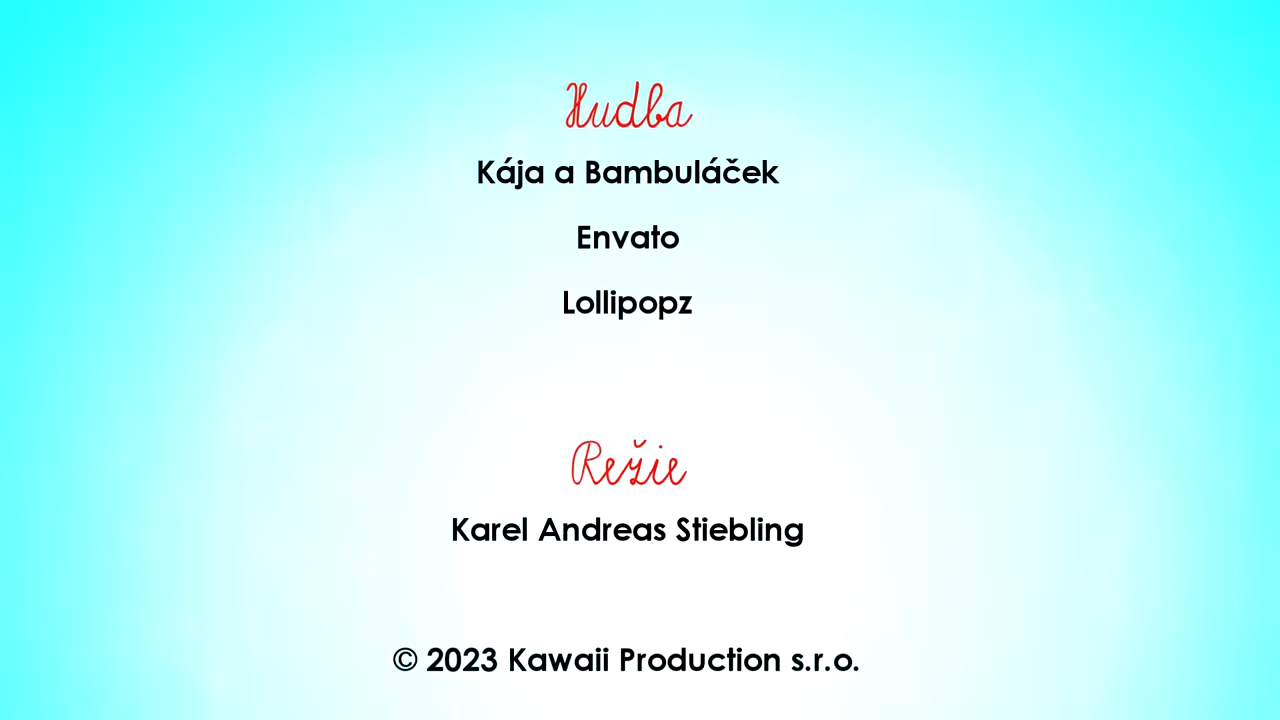 Hudba
Kája a Bambuláček
Envato
Lollipopz
Režie
Karel Andreas Stiebling
© 2023 Kawaii Production s.r.o.